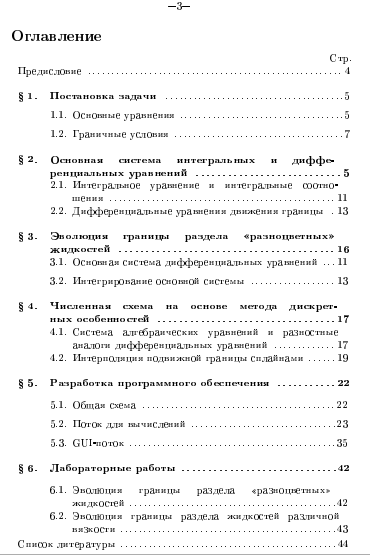 —3—
Оглавление
Стр.
Предисловие 4
§ 1. Постановка задачи 5
1.1. Основные уравнения 5
1.2. Граничные условия 7
§ 2. Основная система интегральных и диффе-
ренциальных уравнений 5
2.1. Интегральное уравнение и интегральные соотно-
шения 11
2.2. Дифференциальные уравнения движения границы . 13
§ 3. Эволюция границы раздела «разноцветных»
жидкостей 16
3.1. Основная система дифференциальных уравнений ... 11
3.2. Интегрирование основной системы 13
§ 4. Численная схема на основе метода дискрет-
ных особенностей 17
4.1. Система алгебраических уравнений и разностные
аналоги дифференциальных уравнений 17
4.2. Интерполяция подвижной границы сплайнами 19
§ 5. Разработка программного обеспечения 22
5.1. Общая схема 22
5.2. Поток для вычислений 23
5.3. GUI-поток 35
§ 6. Лабораторные работы 42
6.1. Эволюция границы раздела «разноцветных»
жидкостей 42
6.2. Эволюция границы раздела жидкостей различной
вязкости 43
Список литературы 44